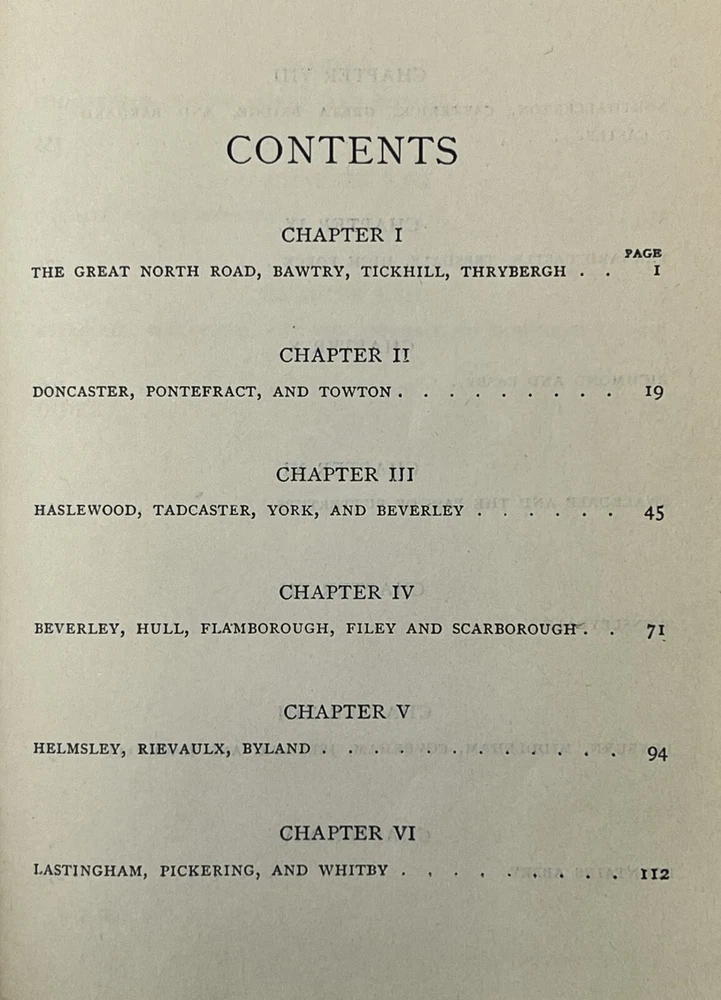 CONTENTS
CHAPTER I
PAGE
THE GREAT NORTH ROAD, BAWTRY, TICKHILL, THRYBERGH . . 1
CHAPTER II
DONCASTER, PONTEFRACT, AND TOWTON . . . . . . . . . 19
CHAPTER III
HASLEWOOD, TADCASTER, YORK, AND BEVERLEY . . . . . . 45
CHAPTER IV
BEVERLEY, HULL, FLAMBOROUGH, FILEY AND SCARBOROUGH . . 71
CHAPTER V
HELMSLEY, RIEVAULX, BYLAND . . . . . . . . . . . . 94
CHAPTER VI
LASTINGHAM, PICKERING, AND WHITBY . . . . . . . . . 112